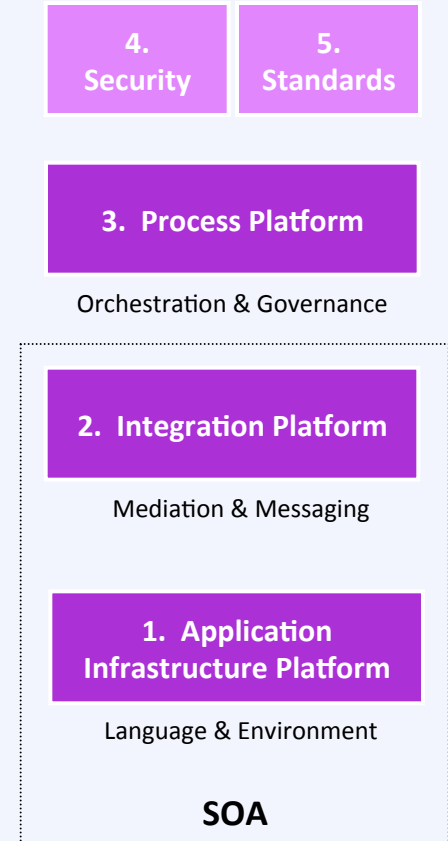 4.
Security
5.
Standards
3. Process Platform
Orchestration & Governance
2. Integration Platform
Mediation & Messaging
1. Application
Infrastructure Platform
Language & Environment
SOA